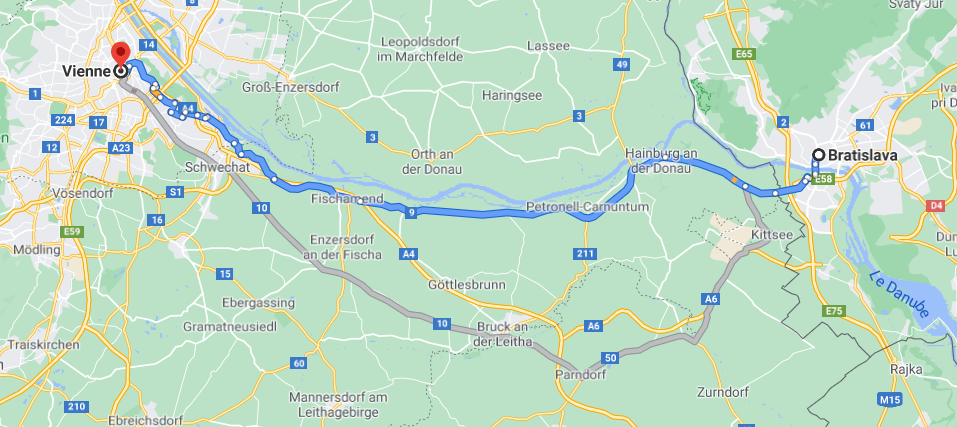 Svätý Jur
8
14
Leopoldsdorf
im Marchfelde
Lassee
E65
49
Vienne
Groß-Enzersdorf
Haringsee
1
A4
224
17
3
3
2
61
pri D
12
A23
Orth an
der Donau
Hainburg an
der Donau
Bratislava
Schwechat
E58
Vösendorf
S1
Fischamend
10
9
Petronell-Carnuntum
D4
16
E59
Kittsee
Mödling
Enzersdorf
an der Fischa
A4
211
15
Göttlesbrunn
Le Danube
Ebergassing
A6
E75
Gramatneusiedl
10
Bruck an
der Leitha
A6
Traiskirchen
60
50
Parndorf
Rajka
Mannersdorf am
Leithagebirge
Zurndorf
M15
210
Ebreichsdorf